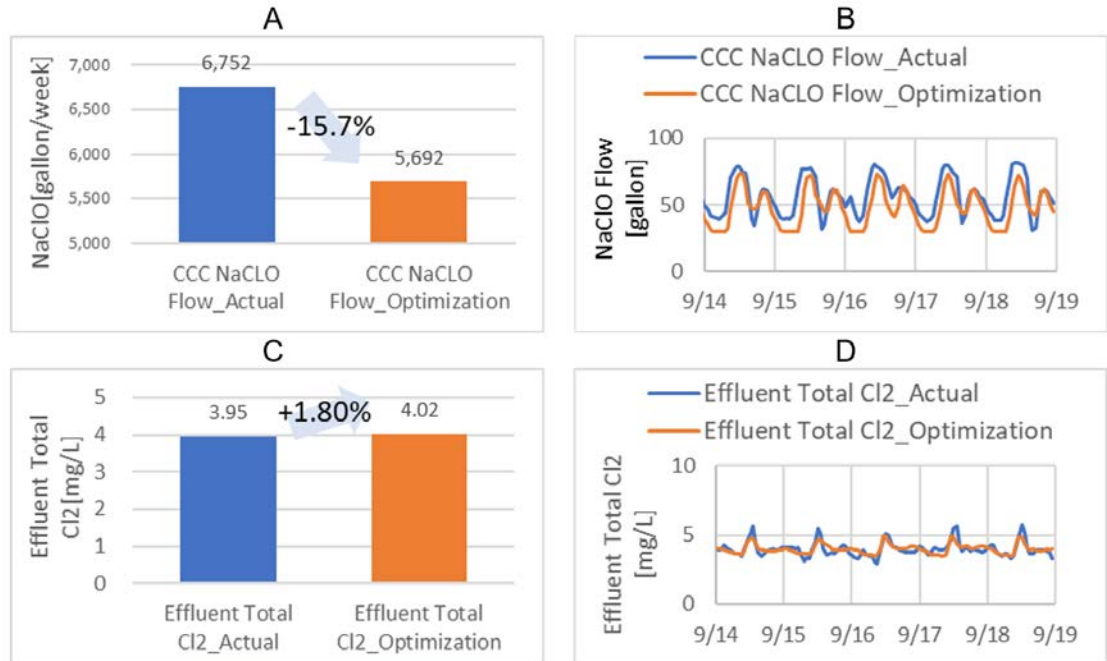 A
NaClO[gallon/week]
7,000
6,500
6,000
5,500
5,000
6,752
-15.7%
5,692
CCC NaCLO
Flow_Actual
CCC NaCLO
Flow_Optimization
B
CCC NaCLO Flow_Actual
CCC NaCLO Flow_Optimization
NaClO Flow
[gallon]
100
50
0
9/14
9/15
9/16
9/17
9/18
9/19
C
Effluent Total
Cl2[mg/L]
5
4
3
2
1
0
3.95
+1.80%
4.02
Effluent Total
Cl2_Actual
Effluent Total
Cl2_Optimization
D
Effluent Total Cl2_Actual
Effluent Total Cl2_Optimization
Effluent Total Cl2
[mg/L]
10
5
0
9/14
9/15
9/16
9/17
9/18
9/19